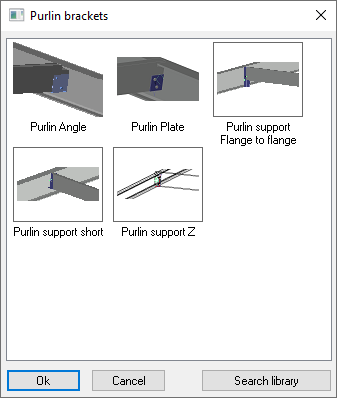 Purlin brackets
Purlin Angle
Purlin Plate
Purlin support
Flange to flange
Purlin support short
Purlin support Z
Ok
Cancel
Search library